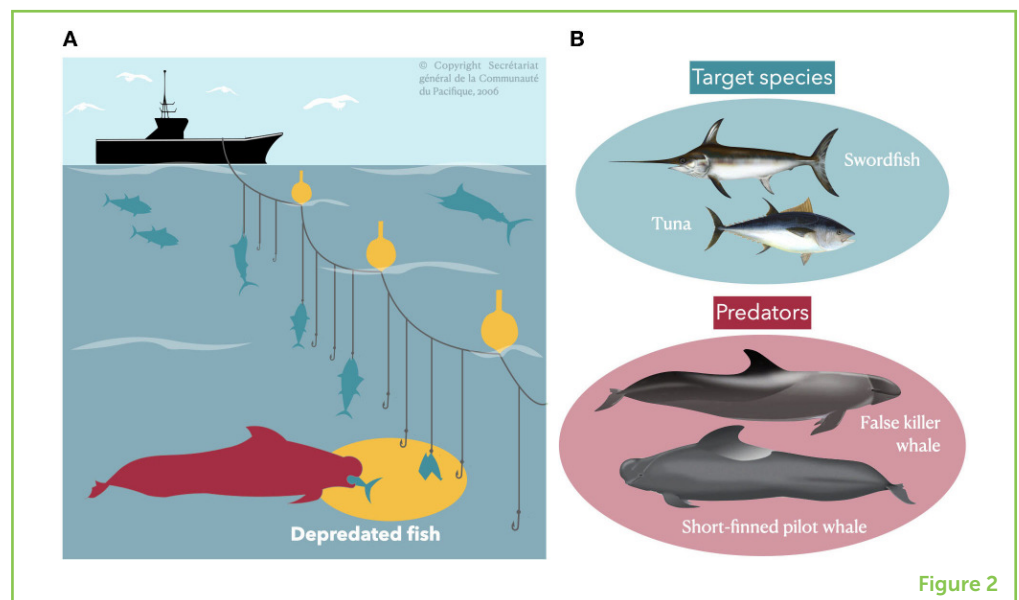 A
© Copyright Secrétariat
général de la Communauté
du Pacifique, 2006
Depredated fish
B
Target species
Swordfish
Tuna
Predators
False killer
whale
Short-finned pilot whale
Figure 2